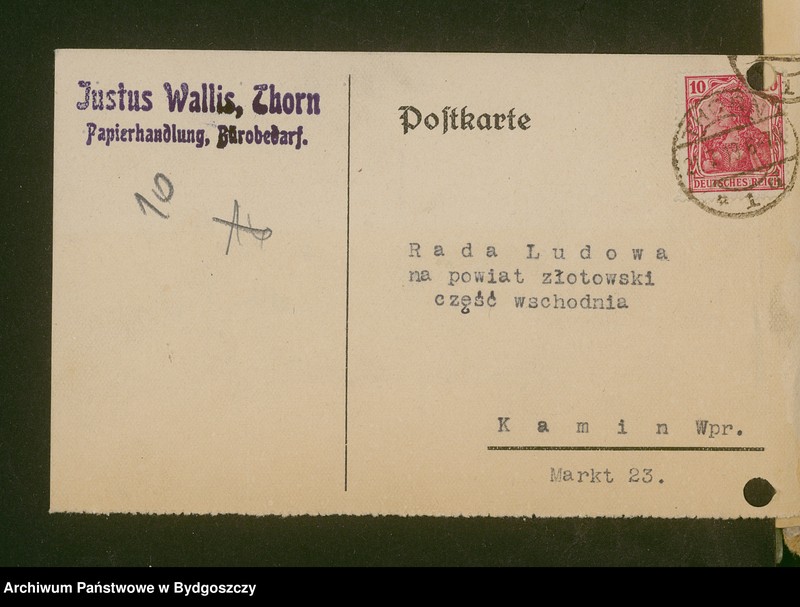 Justus Wallis, Thorn
Papierhandlung, Bürobedarf.
10
Postkarte
10
DEUTSCHES REICH
1
Rada Ludowa
na powiat złotowski
część wschodnia
Kamin Wpr.
Markt 23.
Archiwum Państwowe w Bydgoszczy